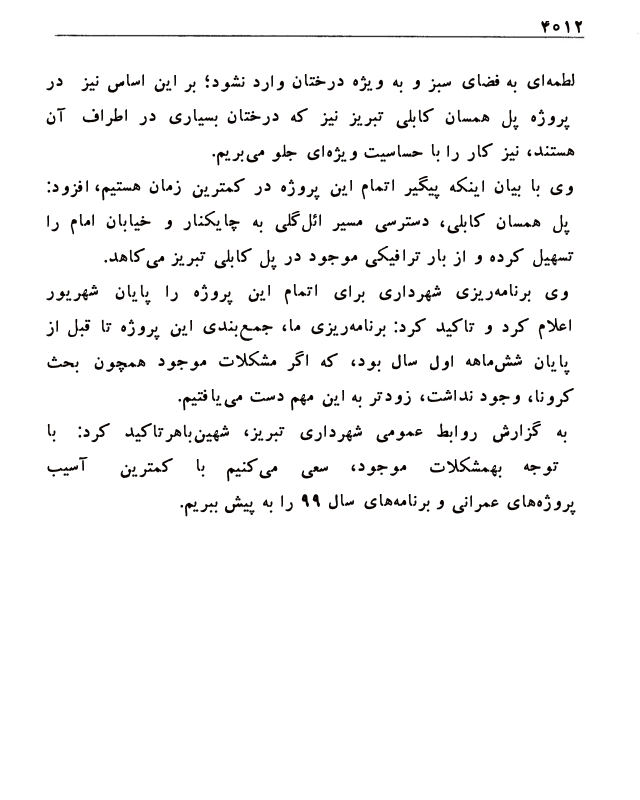 ۴۰۱۲
لطمه‌ای به فضای سبز و به ویژه درختان وارد نشود؛ بر این اساس نیز در
پروژه پل همسان کابلی تبریز نیز که درختان بسیاری در اطراف آن
هستند، نیز کار را با حساسیت ویژه‌ای جلو می‌بریم.
وی با بیان اینکه پیگیر اتمام این پروژه در کمترین زمان هستیم، افزود:
پل همسان کابلی، دسترسی مسیر ائل‌گلی به چایکنار و خیابان امام را
تسهیل کرده و از بار ترافیکی موجود در پل کابلی تبریز می‌کاهد.
وی برنامه‌ریزی شهرداری برای اتمام این پروژه را پایان شهریور
اعلام کرد و تاکید کرد: برنامه‌ریزی ما، جمع‌بندی این پروژه تا قبل از
پایان شش‌ماهه اول سال بود، که اگر مشکلات موجود همچون بحث
کرونا، وجود نداشت، زودتر به این مهم دست می‌یافتیم.
به گزارش روابط عمومی شهرداری تبریز، شهین‌باهرتاکید کرد: با
توجه بهمشکلات موجود، سعی می‌کنیم با کمترین آسیب
پروژه‌های عمرانی و برنامه‌های سال ۹۹ را به پیش ببریم.